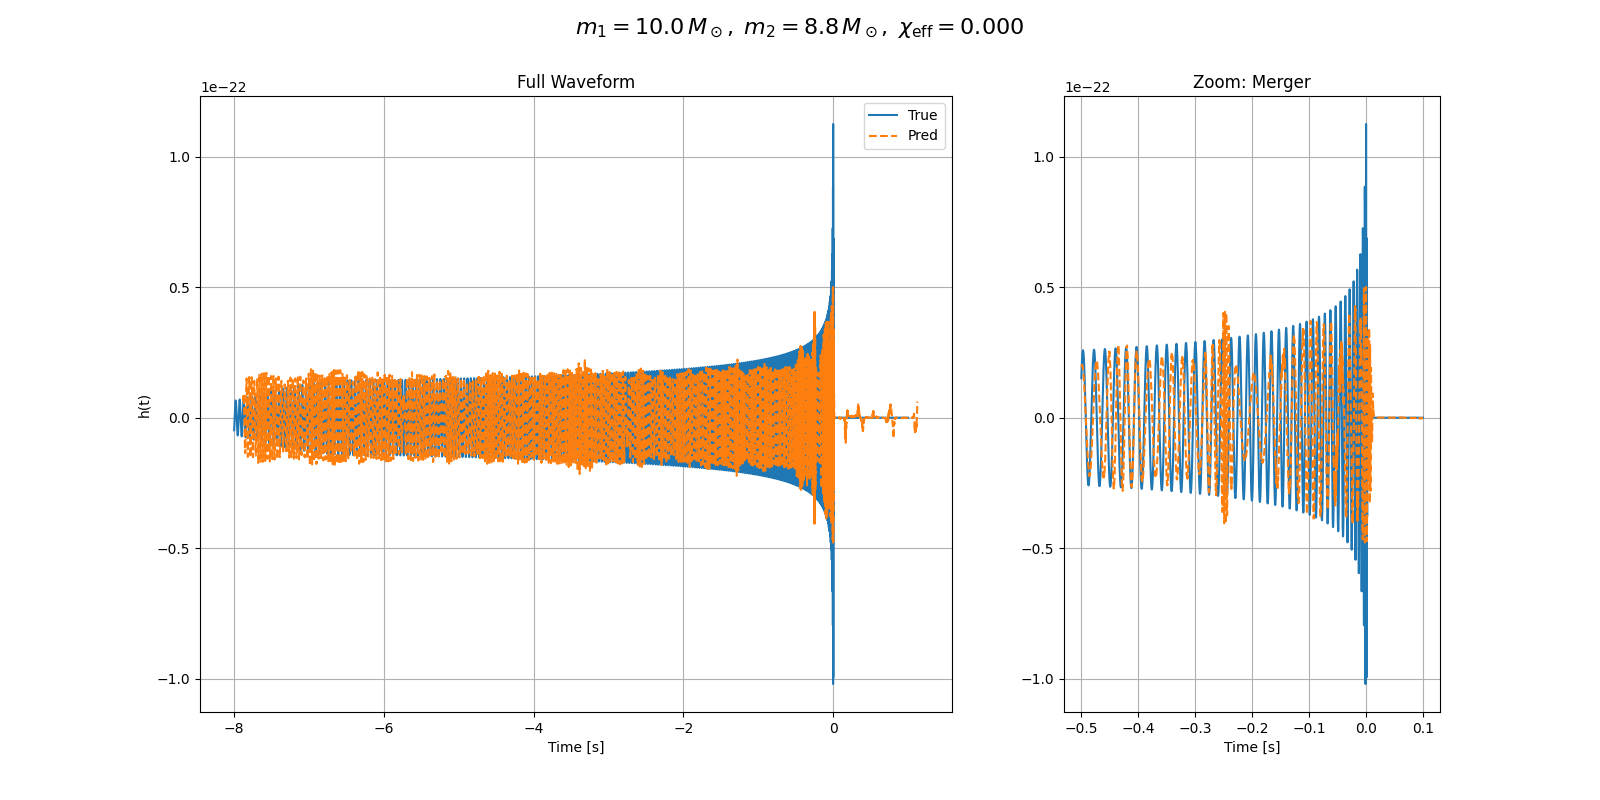 m₁ = 10.0 M⊙, m₂ = 8.8 M⊙, χeff = 0.000
Full Waveform
1e−22
True
Pred
1.0
0.5
0.0
−0.5
−1.0
h(t)
−8 −6 −4 −2 0
Time [s]
Zoom: Merger
1e−22
1.0
0.5
0.0
−0.5
−1.0
−0.5 −0.4 −0.3 −0.2 −0.1 0.0 0.1
Time [s]